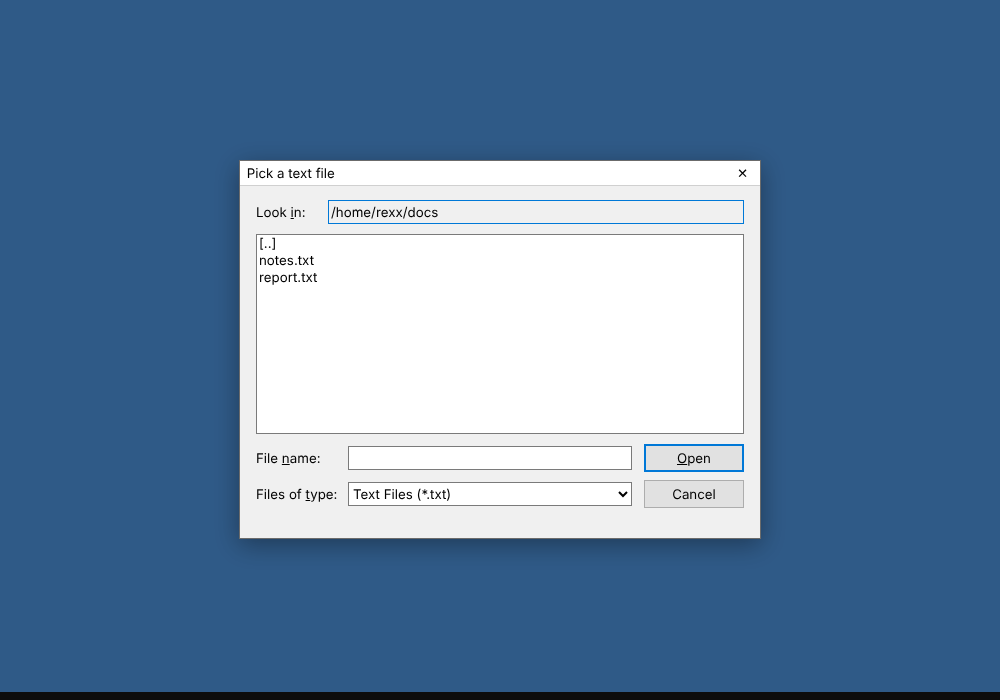 Pick a text file ✕
Look in: /home/rexx/docs
[..]
notes.txt
report.txt
File name: Open
Files of type: Text Files (*.txt) Cancel